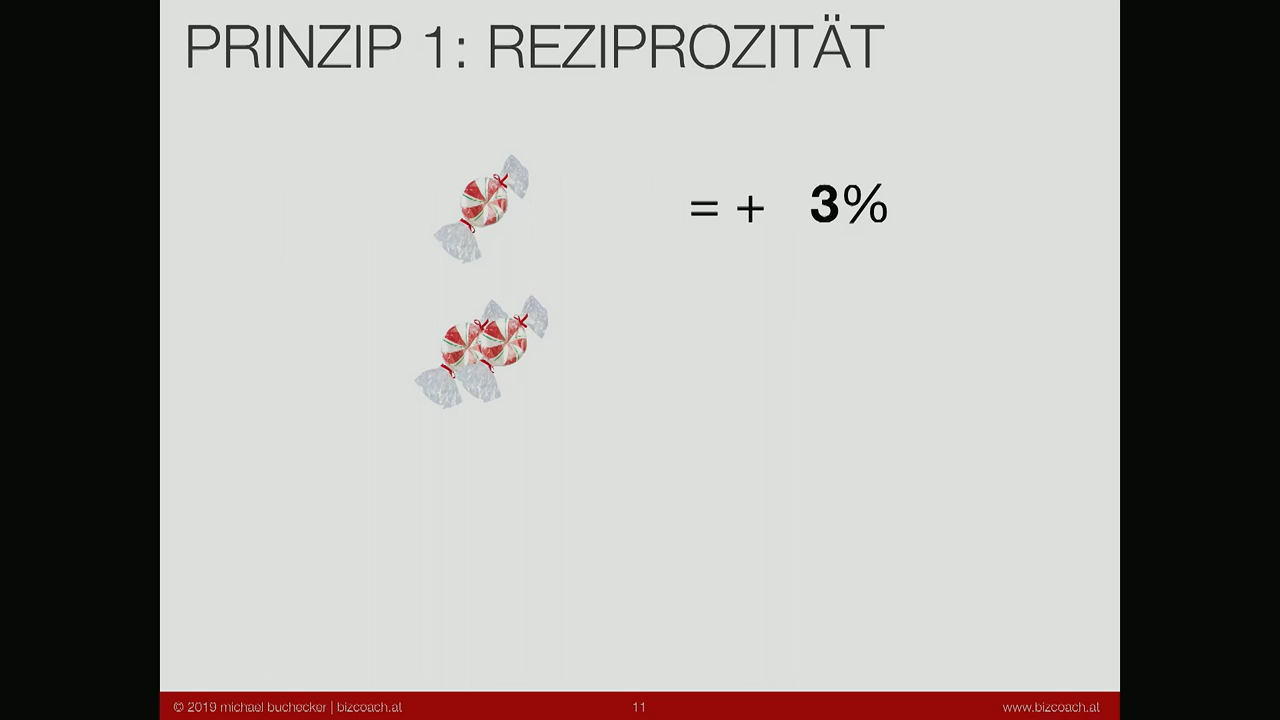 PRINZIP 1: REZIPROZITÄT
= + 3%
© 2019 michael buchecker | bizcoach.at
11
www.bizcoach.at